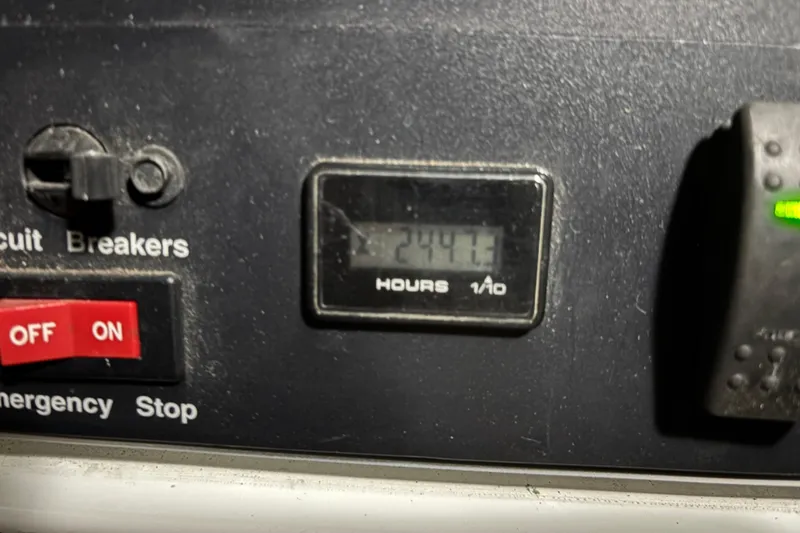 cuit Breakers
2447.3
HOURS 1/10
OFF ON
mergency Stop